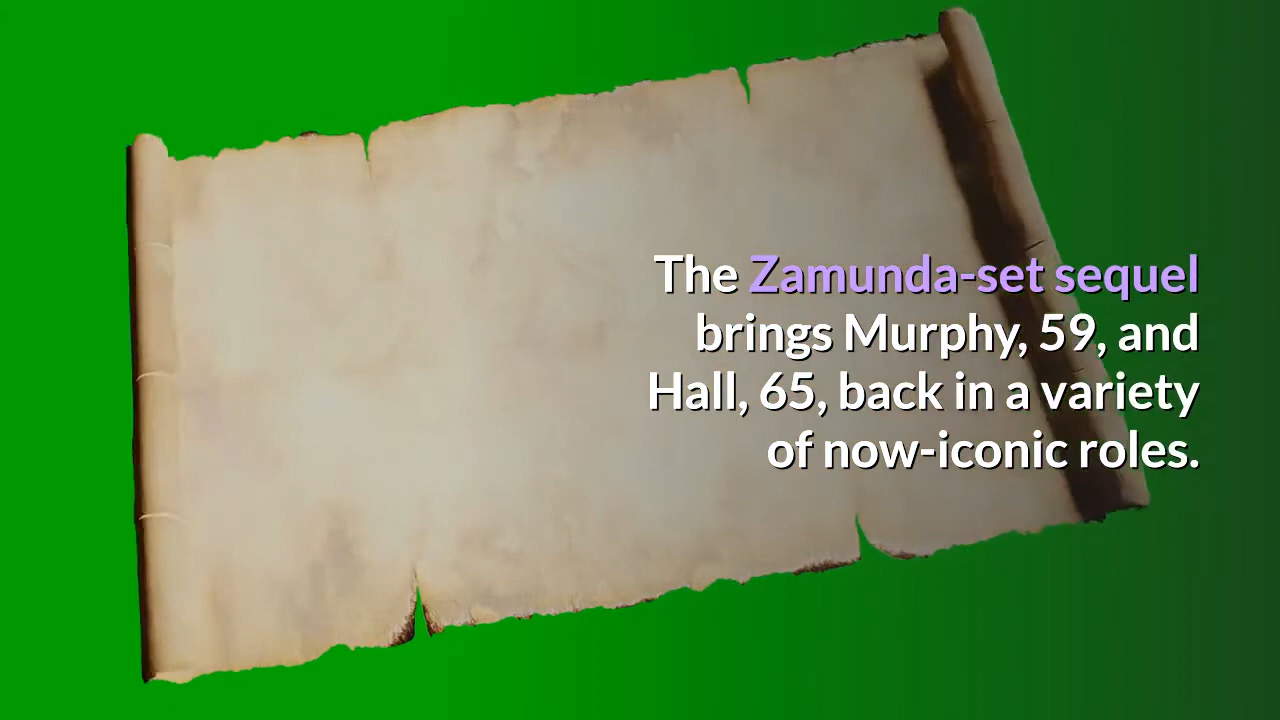 The Zamunda-set sequel
brings Murphy, 59, and
Hall, 65, back in a variety
of now-iconic roles.